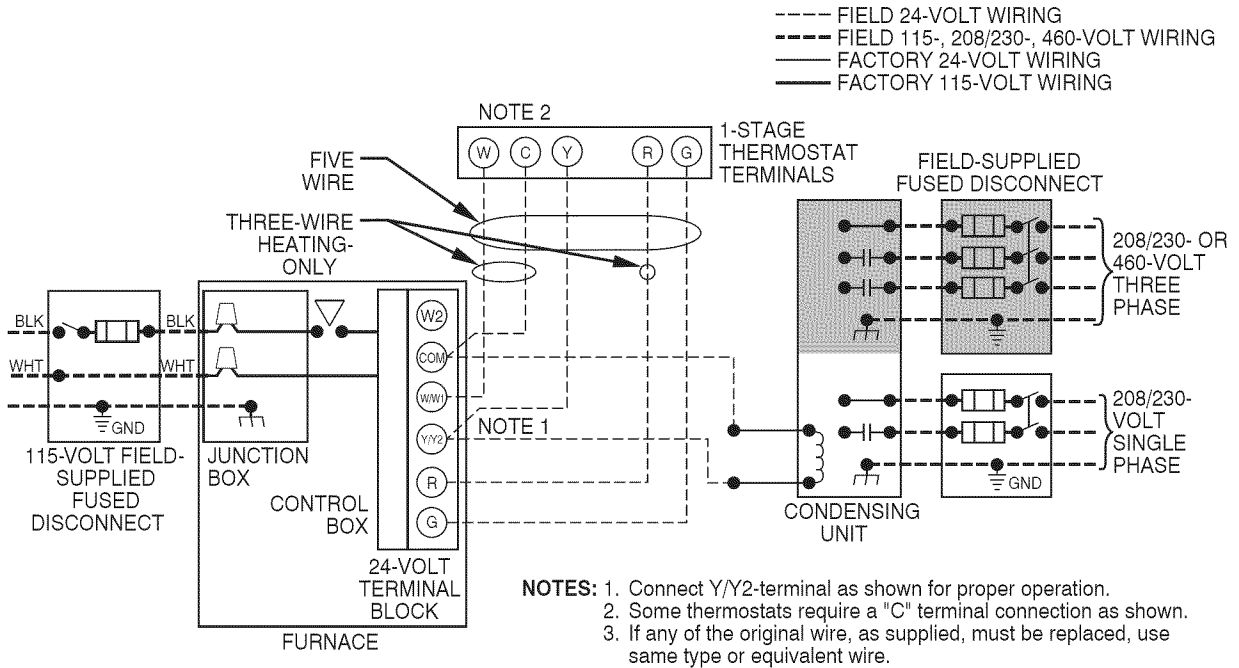 FIELD 24-VOLT WIRING
FIELD 115-, 208/230-, 460-VOLT WIRING
FACTORY 24-VOLT WIRING
FACTORY 115-VOLT WIRING
NOTE 2
W C Y R G
1-STAGE
THERMOSTAT
TERMINALS
FIVE
WIRE
THREE-WIRE
HEATING-
ONLY
FIELD-SUPPLIED
FUSED DISCONNECT
208/230- OR
460-VOLT
THREE
PHASE
BLK
BLK
WHT
WHT
GND
W2
COM
W/W1
Y/Y2
R
G
NOTE 1
208/230-
VOLT
SINGLE
PHASE
GND
115-VOLT FIELD-
SUPPLIED
FUSED
DISCONNECT
JUNCTION
BOX
CONTROL
BOX
24-VOLT
TERMINAL
BLOCK
FURNACE
CONDENSING
UNIT
NOTES: 1. Connect Y/Y2-terminal as shown for proper operation.
2. Some thermostats require a "C" terminal connection as shown.
3. If any of the original wire, as supplied, must be replaced, use
same type or equivalent wire.